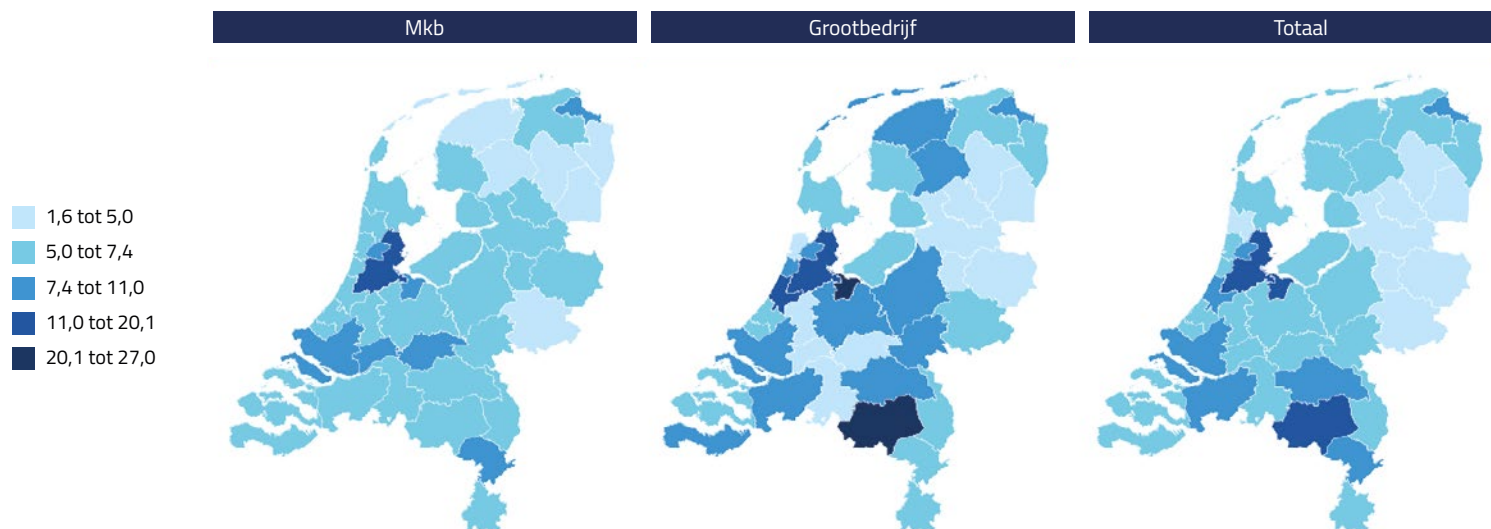 Mkb
Grootbedrijf
Totaal
1,6 tot 5,0
5,0 tot 7,4
7,4 tot 11,0
11,0 tot 20,1
20,1 tot 27,0